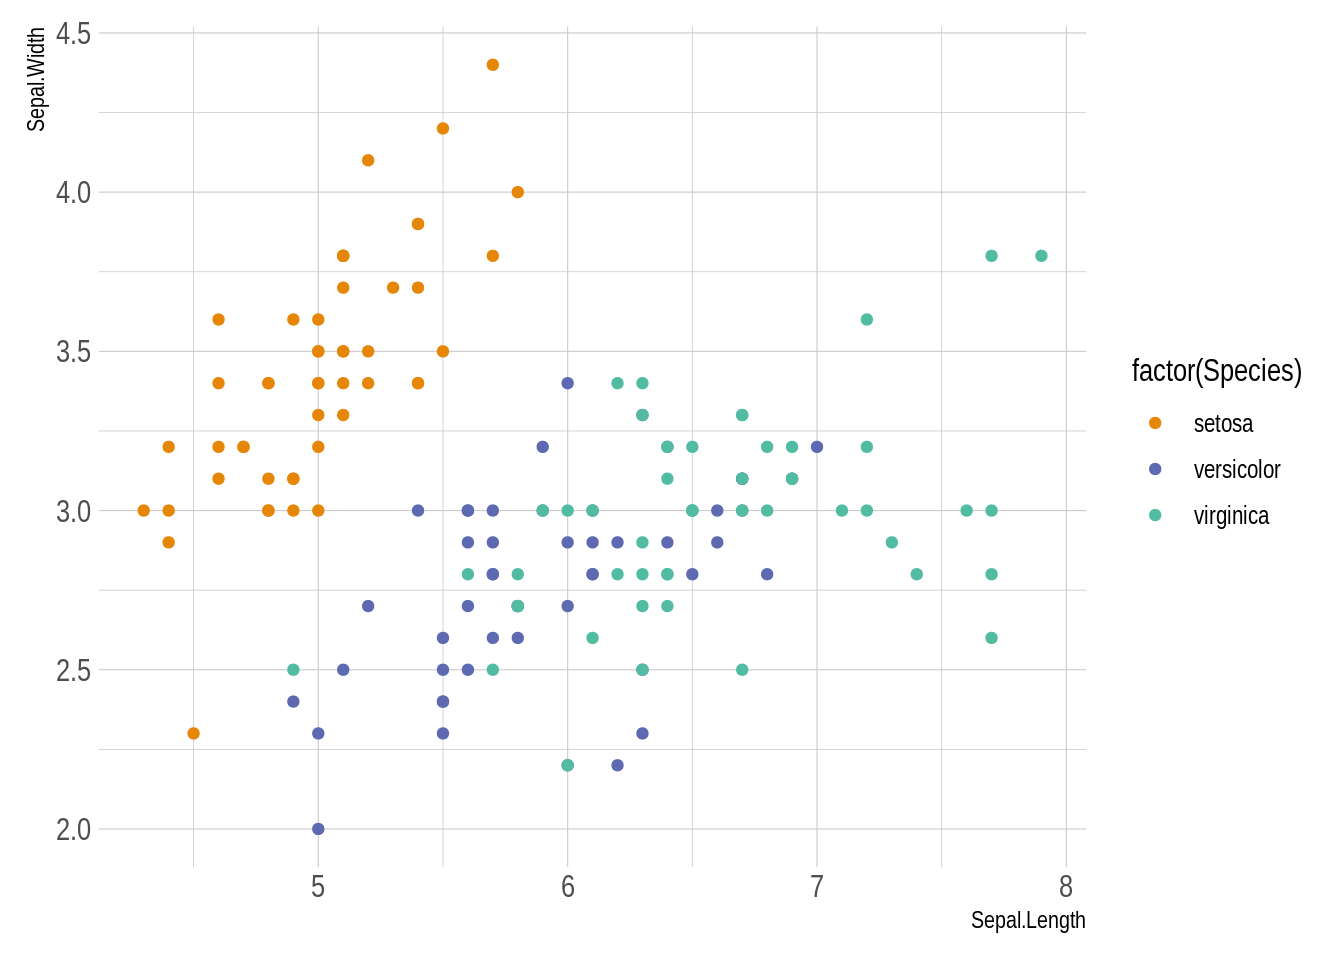 Sepal.Width
4.5
4.0
3.5
3.0
2.5
2.0
5 6 7 8
Sepal.Length
factor(Species)
setosa
versicolor
virginica